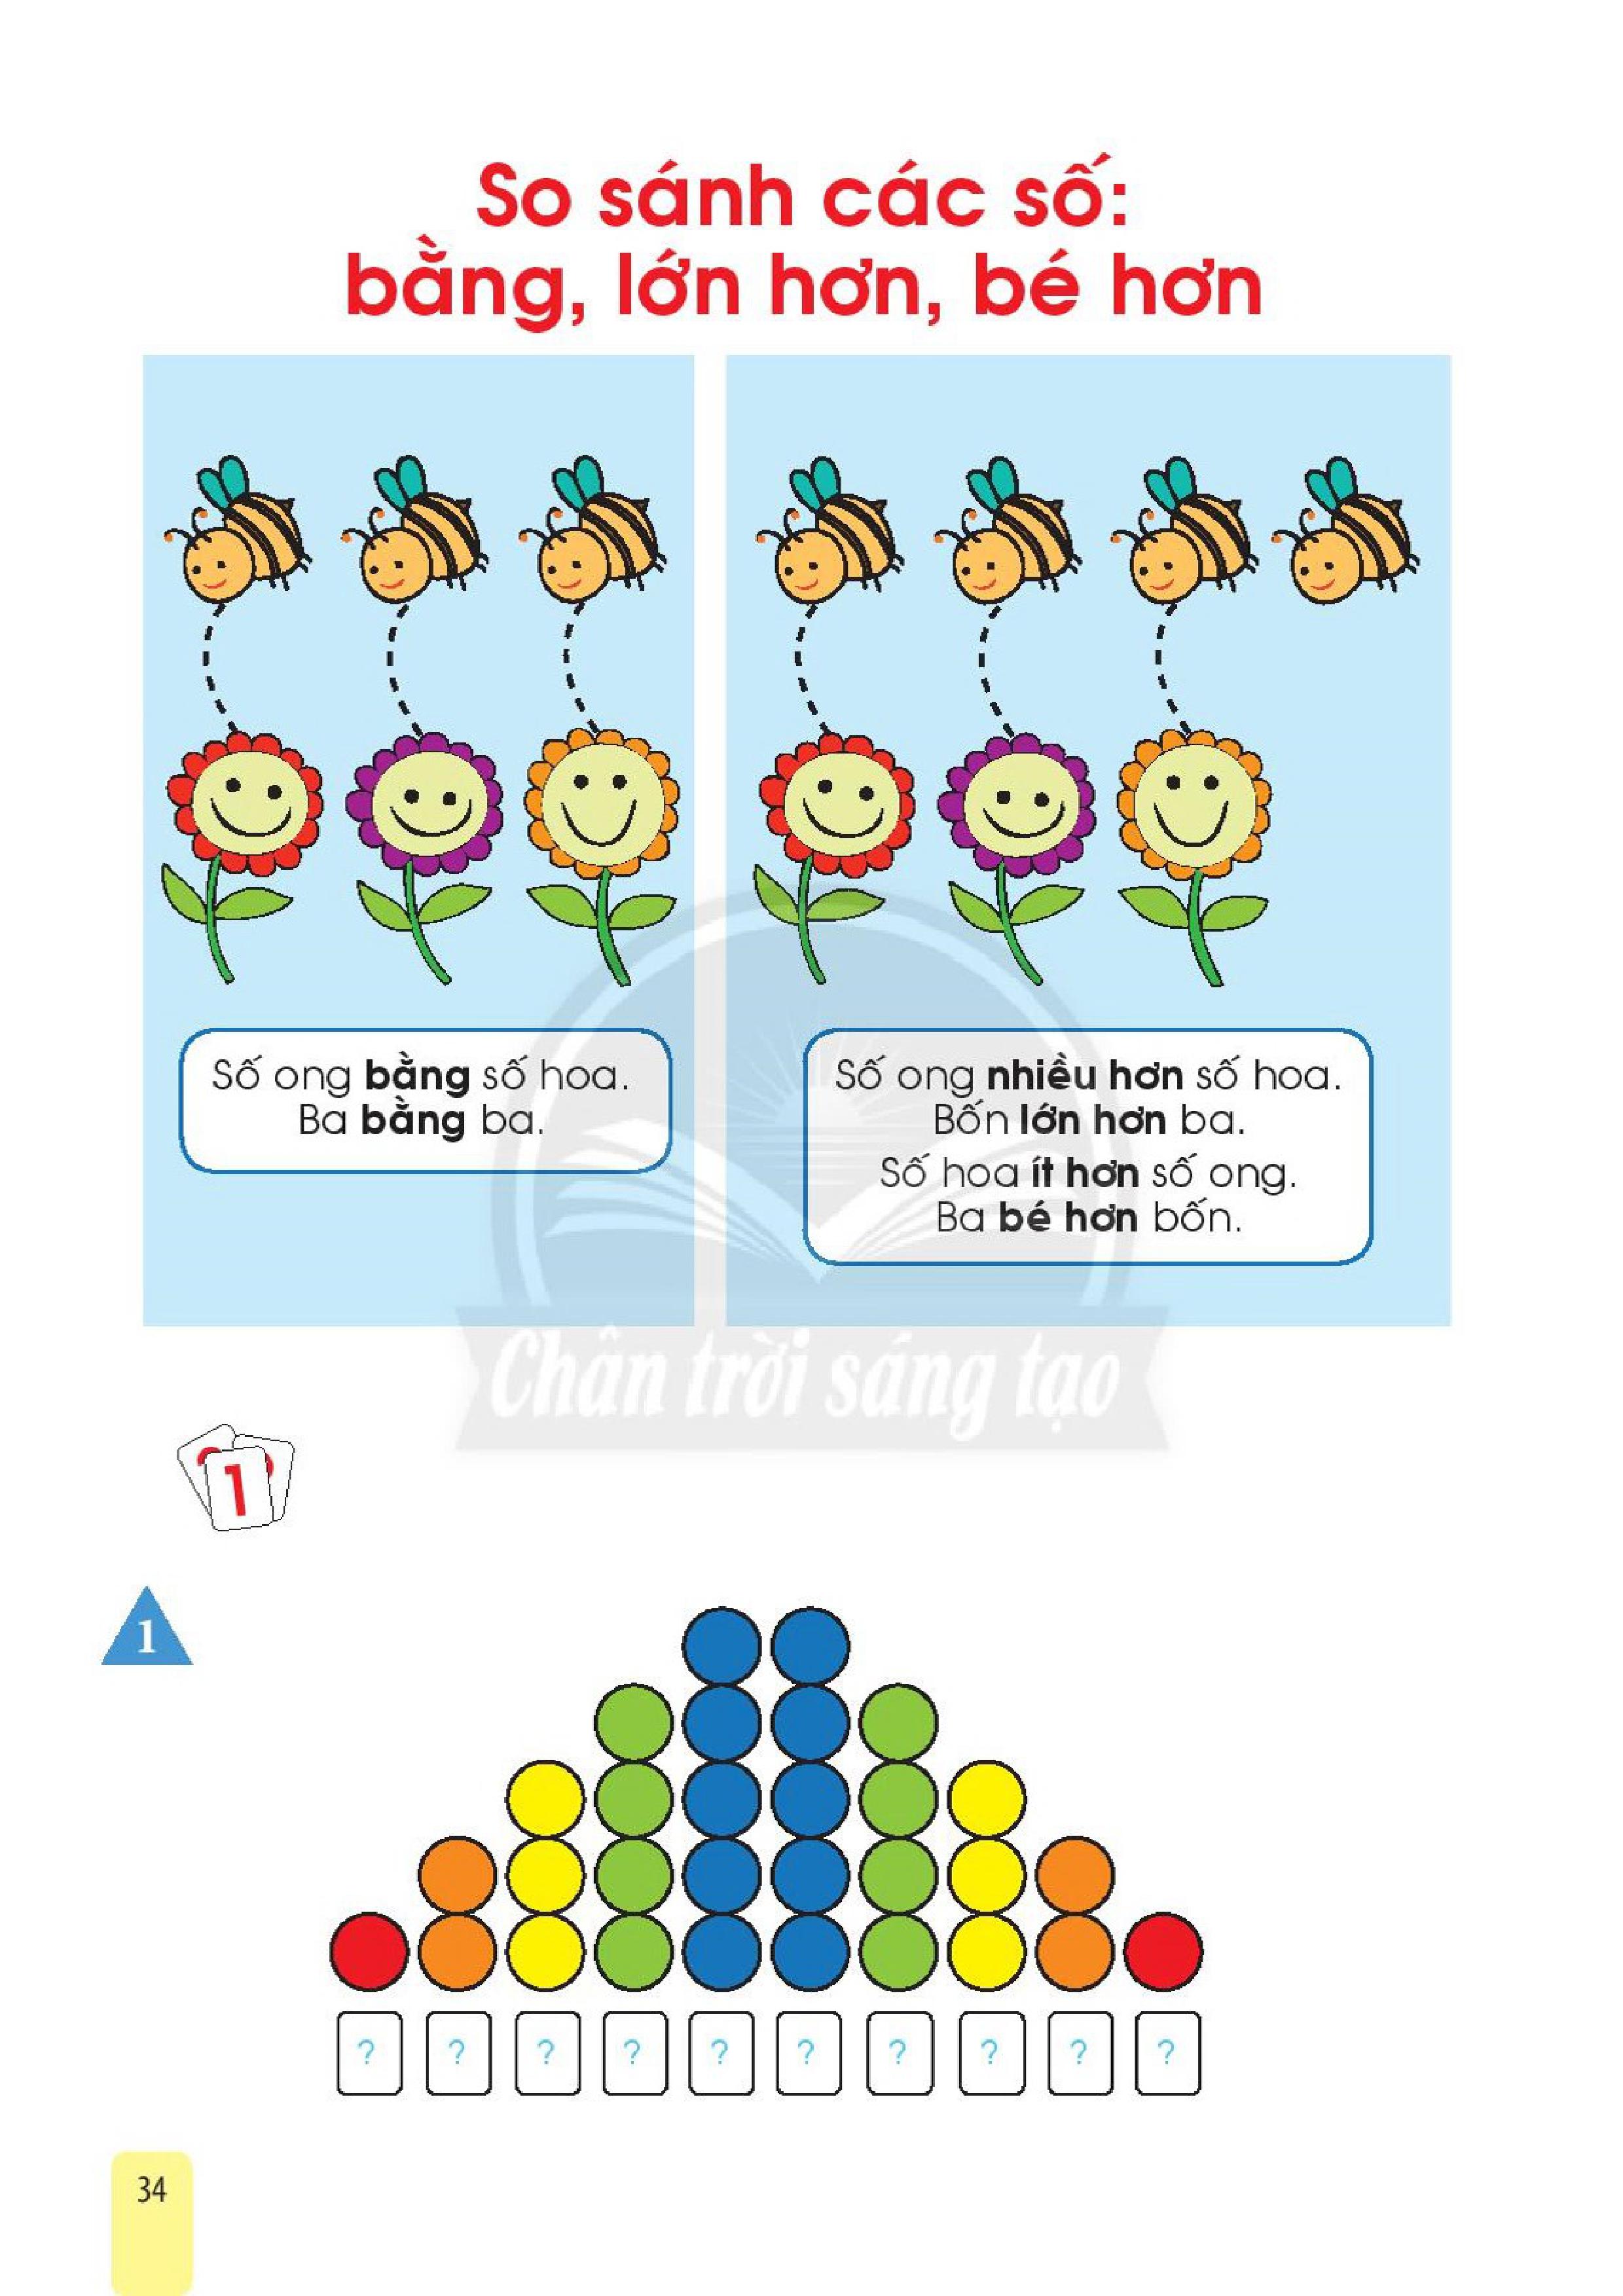 So sánh các số:
bằng, lớn hơn, bé hơn
Số ong bằng số hoa.
Ba bằng ba.
Số ong nhiều hơn số hoa.
Bốn lớn hơn ba.
Số hoa ít hơn số ong.
Ba bé hơn bốn.
Chân trời sáng tạo
1
1
? ? ? ? ? ? ? ? ? ?
34